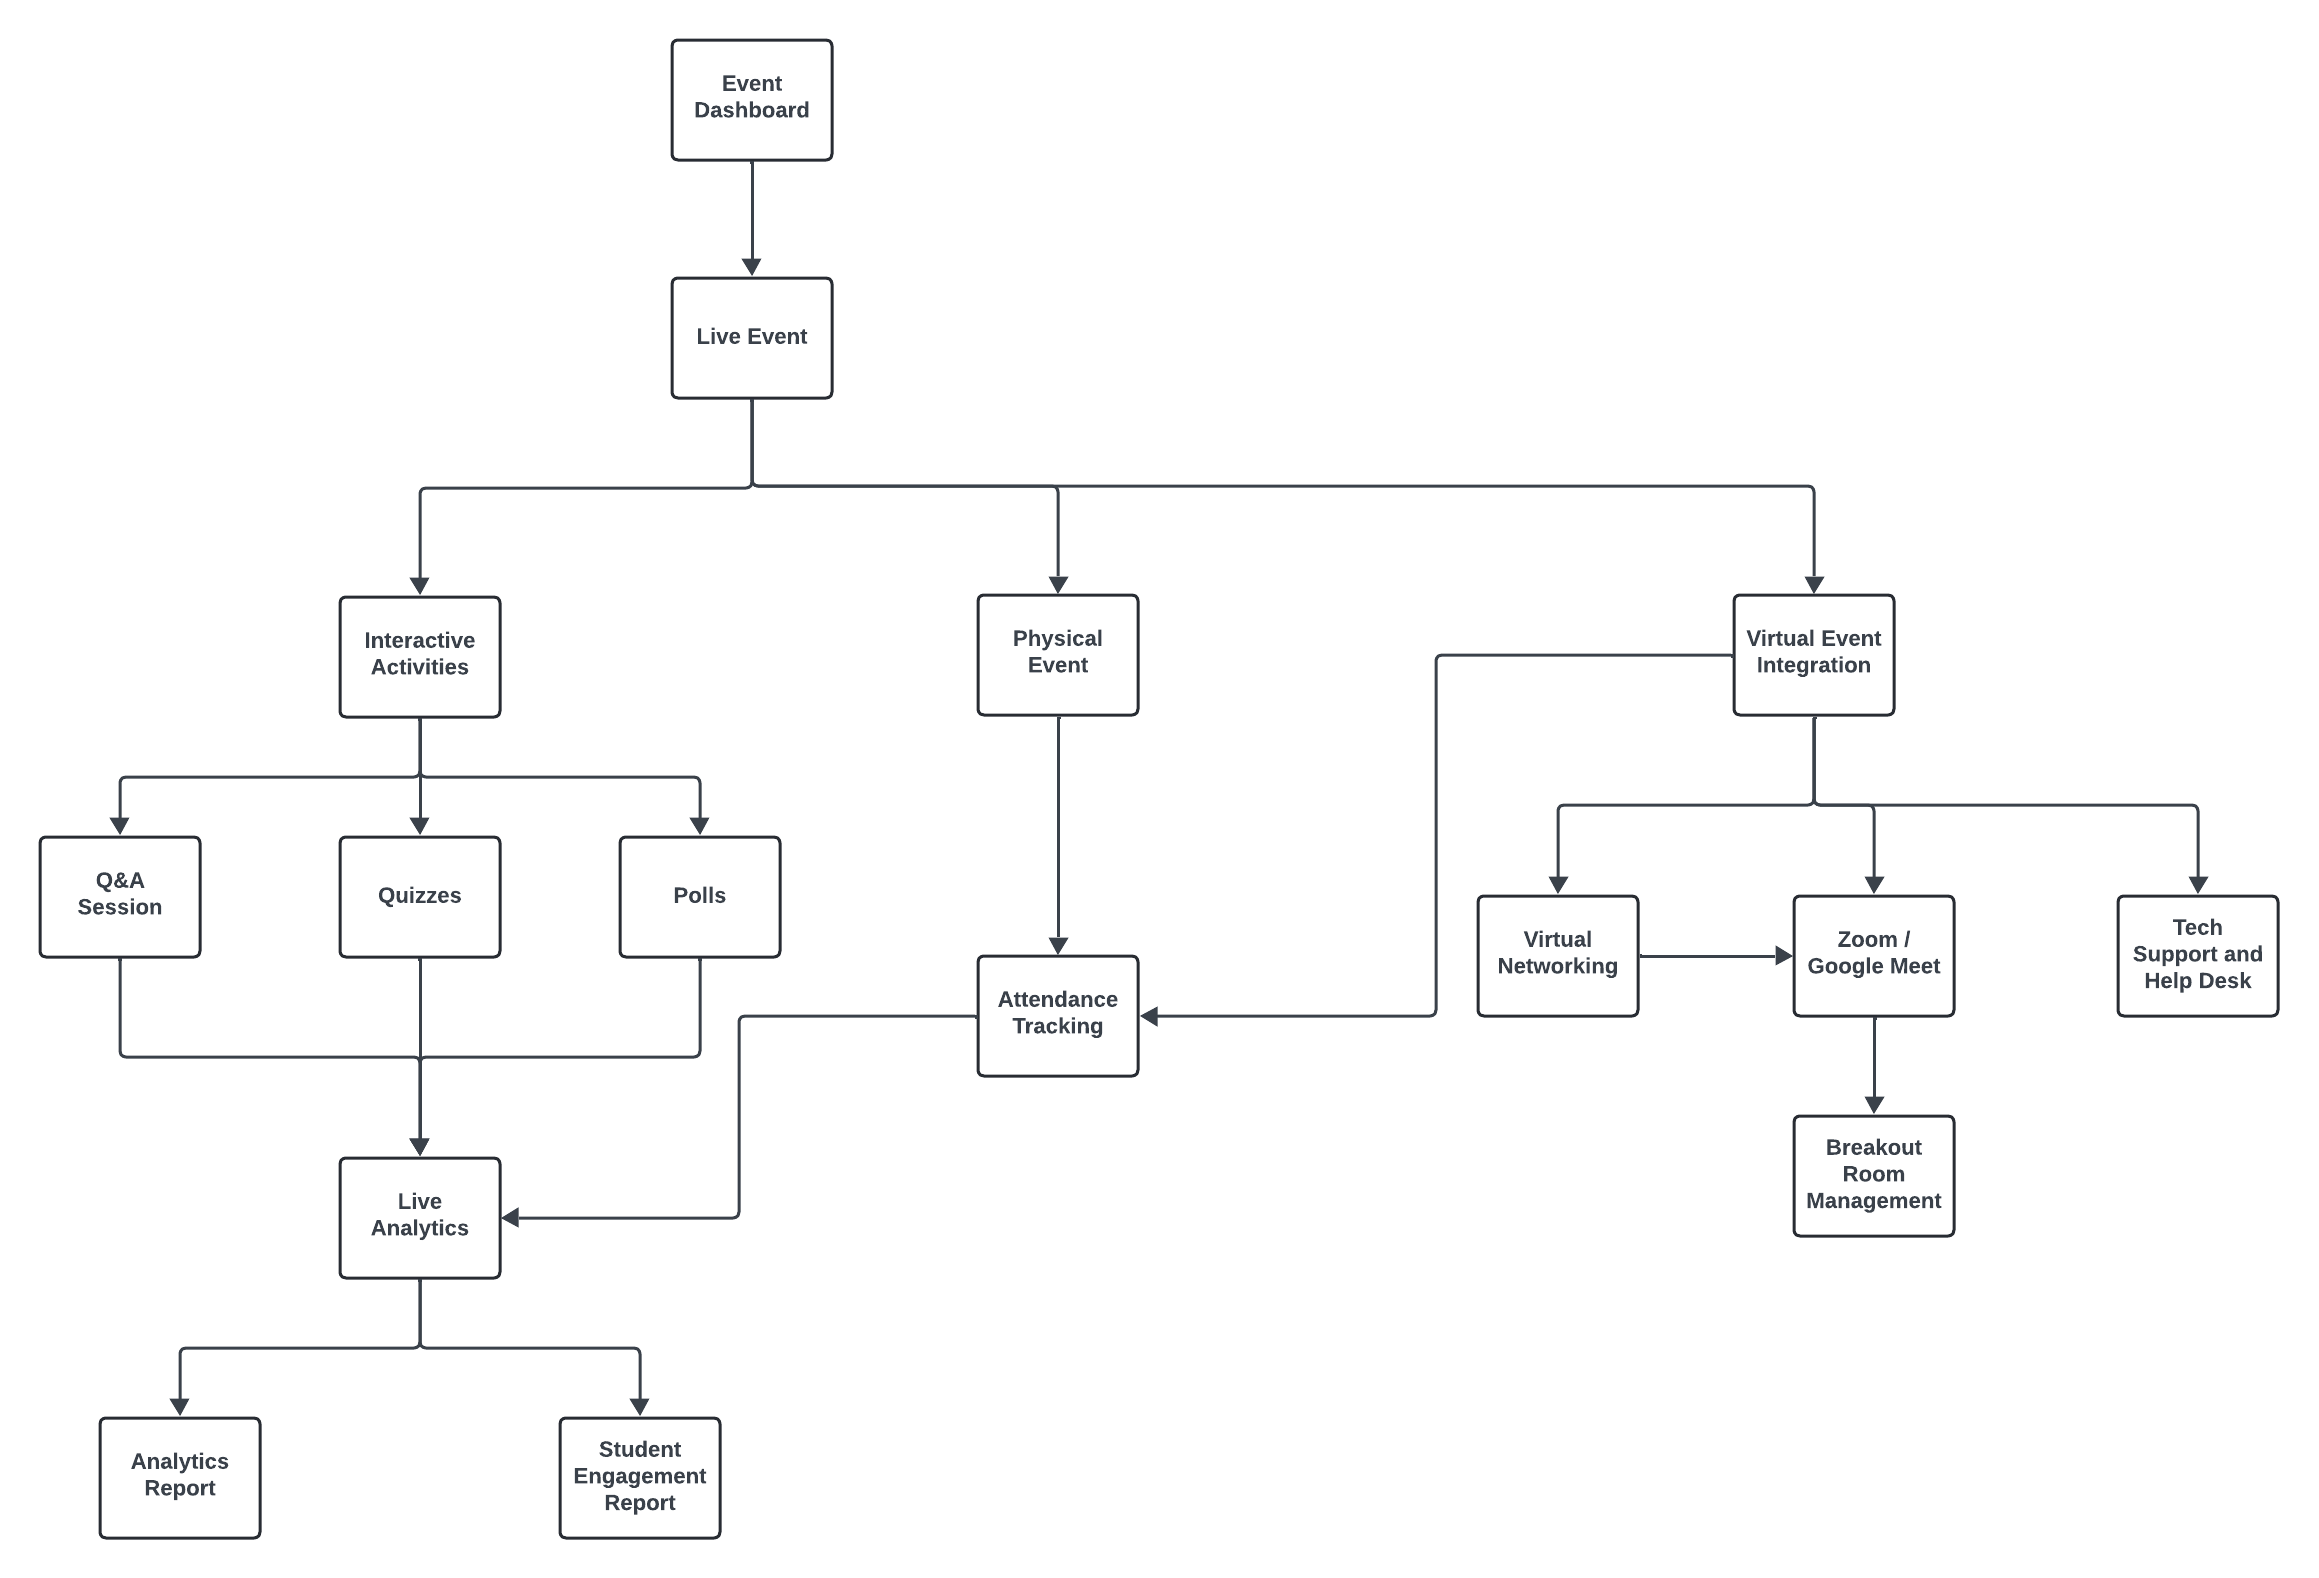 Event
Dashboard
Live Event
Interactive
Activities
Physical
Event
Virtual Event
Integration
Q&A
Session
Quizzes
Polls
Virtual
Networking
Zoom /
Google Meet
Tech
Support and
Help Desk
Attendance
Tracking
Breakout
Room
Management
Live
Analytics
Analytics
Report
Student
Engagement
Report